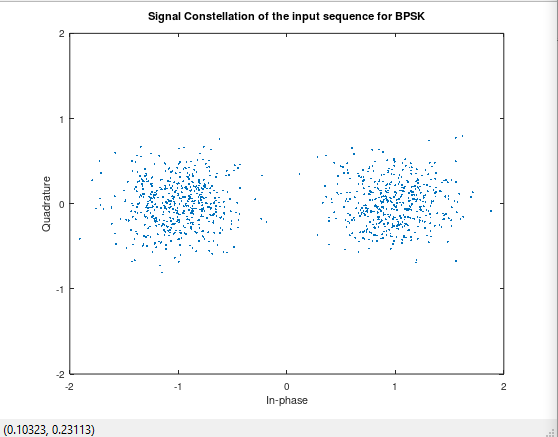 Signal Constellation of the input sequence for BPSK
2
1
0
-1
-2
Quadrature
-2 -1 0 1 2
In-phase
(0.10323, 0.23113)